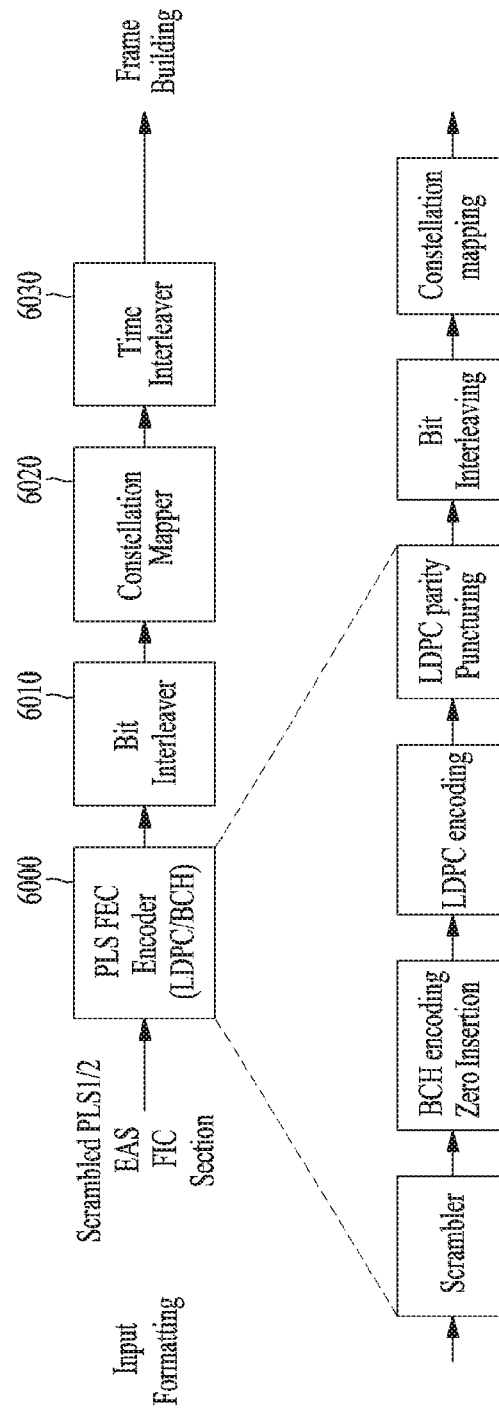 Input
Formatting
Scrambled PLS1/2
EAS
FIC
Section
6000
PLS FEC
Encoder
(LDPC/BCH)
6010
Bit
Interleaver
6020
Constellation
Mapper
6030
Time
Interleaver
Frame
Building
Scrambler
BCH encoding
Zero Insertion
LDPC encoding
LDPC parity
Puncturing
Bit
Interleaving
Constellation
mapping